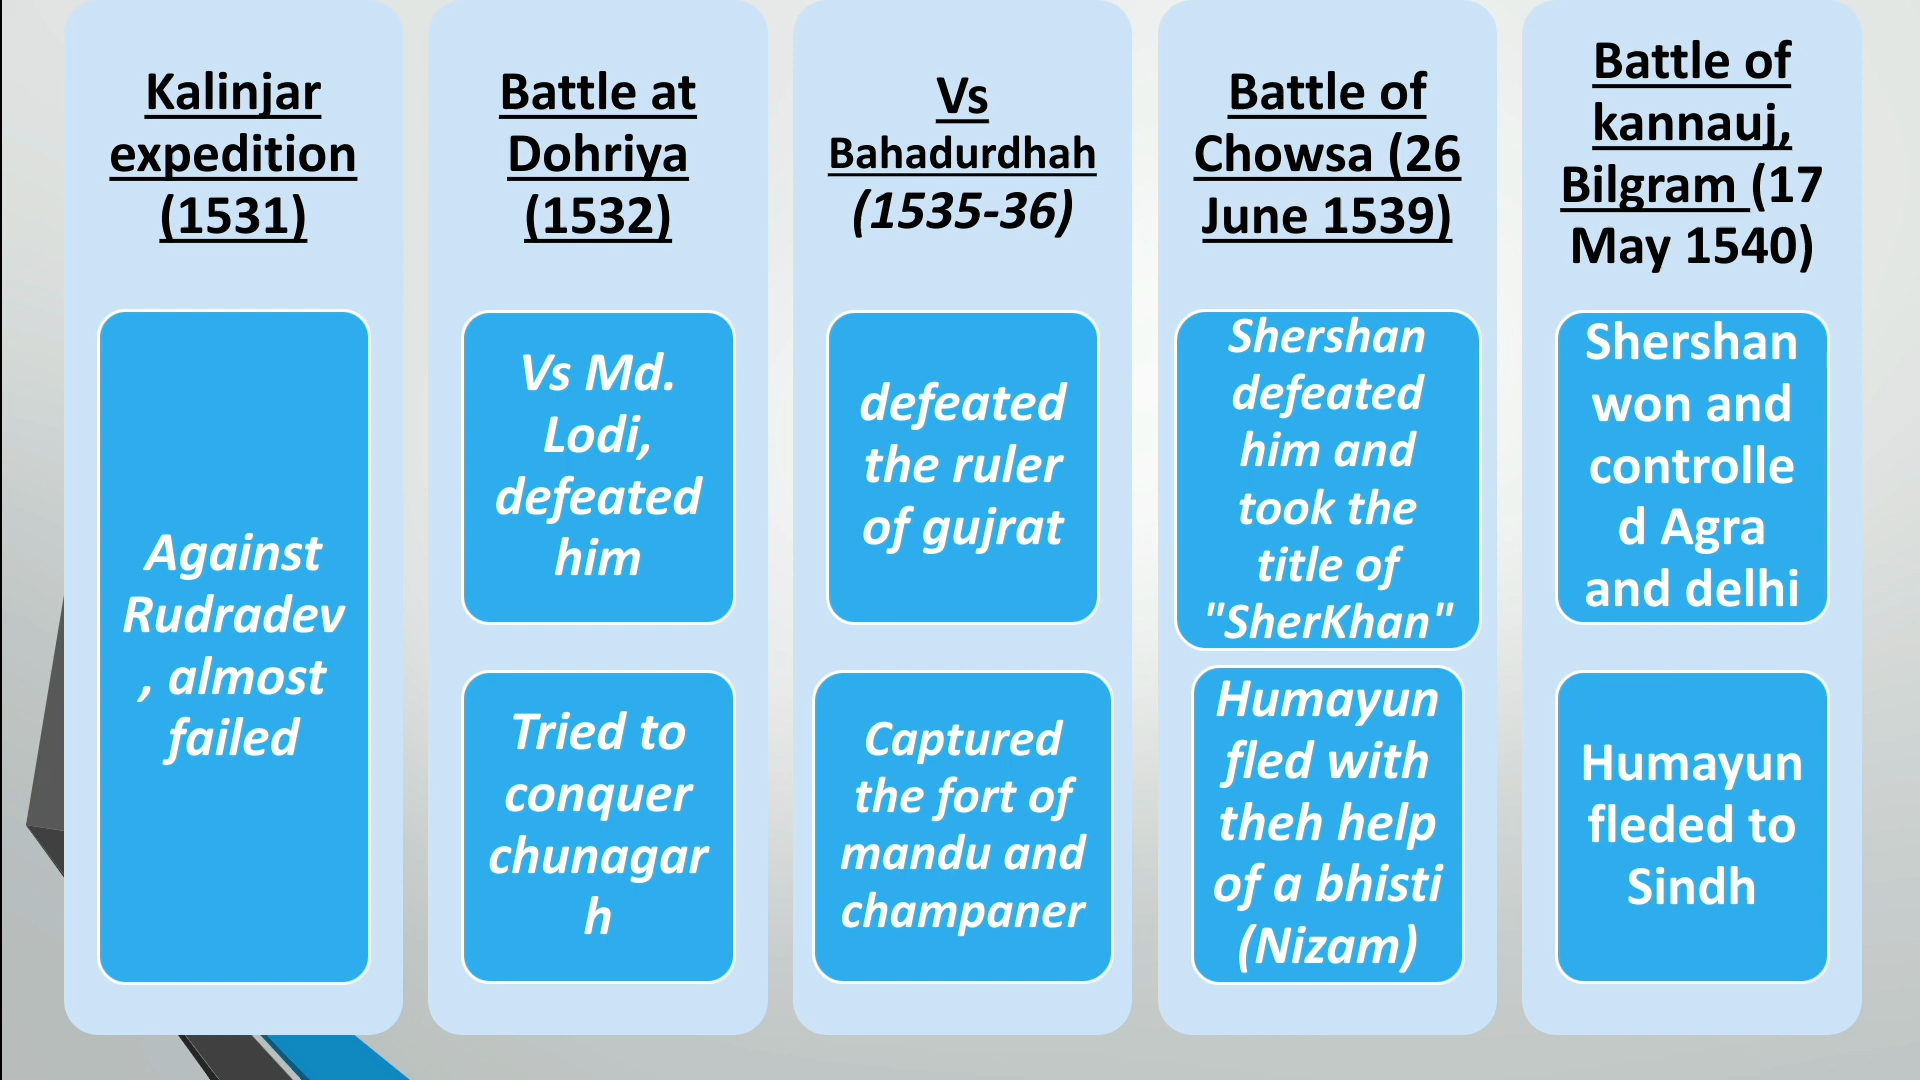 Kalinjar
expedition
(1531)
Against
Rudradev
, almost
failed
Battle at
Dohriya
(1532)
Vs Md.
Lodi,
defeated
him
Tried to
conquer
chunagar
h
Vs
Bahadurdhah
(1535-36)
defeated
the ruler
of gujrat
Captured
the fort of
mandu and
champaner
Battle of
Chowsa (26
June 1539)
Shershan
defeated
him and
took the
title of
"SherKhan"
Humayun
fled with
theh help
of a bhisti
(Nizam)
Battle of
kannauj,
Bilgram (17
May 1540)
Shershan
won and
controlle
d Agra
and delhi
Humayun
fleded to
Sindh